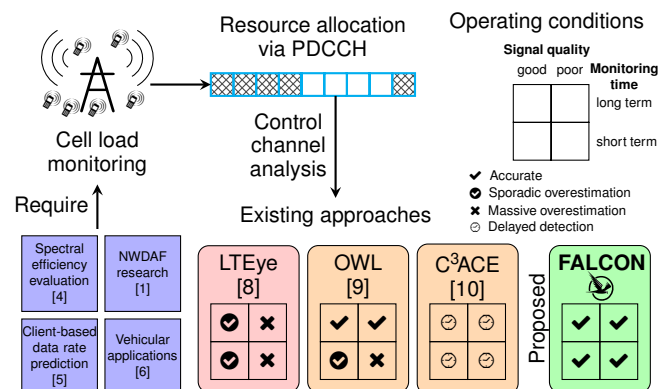 Resource allocation
via PDCCH
Operating conditions
Signal quality
good poor
Monitoring
time
long term
short term
Cell load
monitoring
Control
channel
analysis
Accurate
Sporadic overestimation
Massive overestimation
Delayed detection
Require
Existing approaches
Spectral
efficiency
evaluation
[4]
NWDAF
research
[1]
Client-based
data rate
prediction
[5]
Vehicular
applications
[6]
LTEye
[8]
OWL
[9]
C³ACE
[10]
Proposed
FALCON